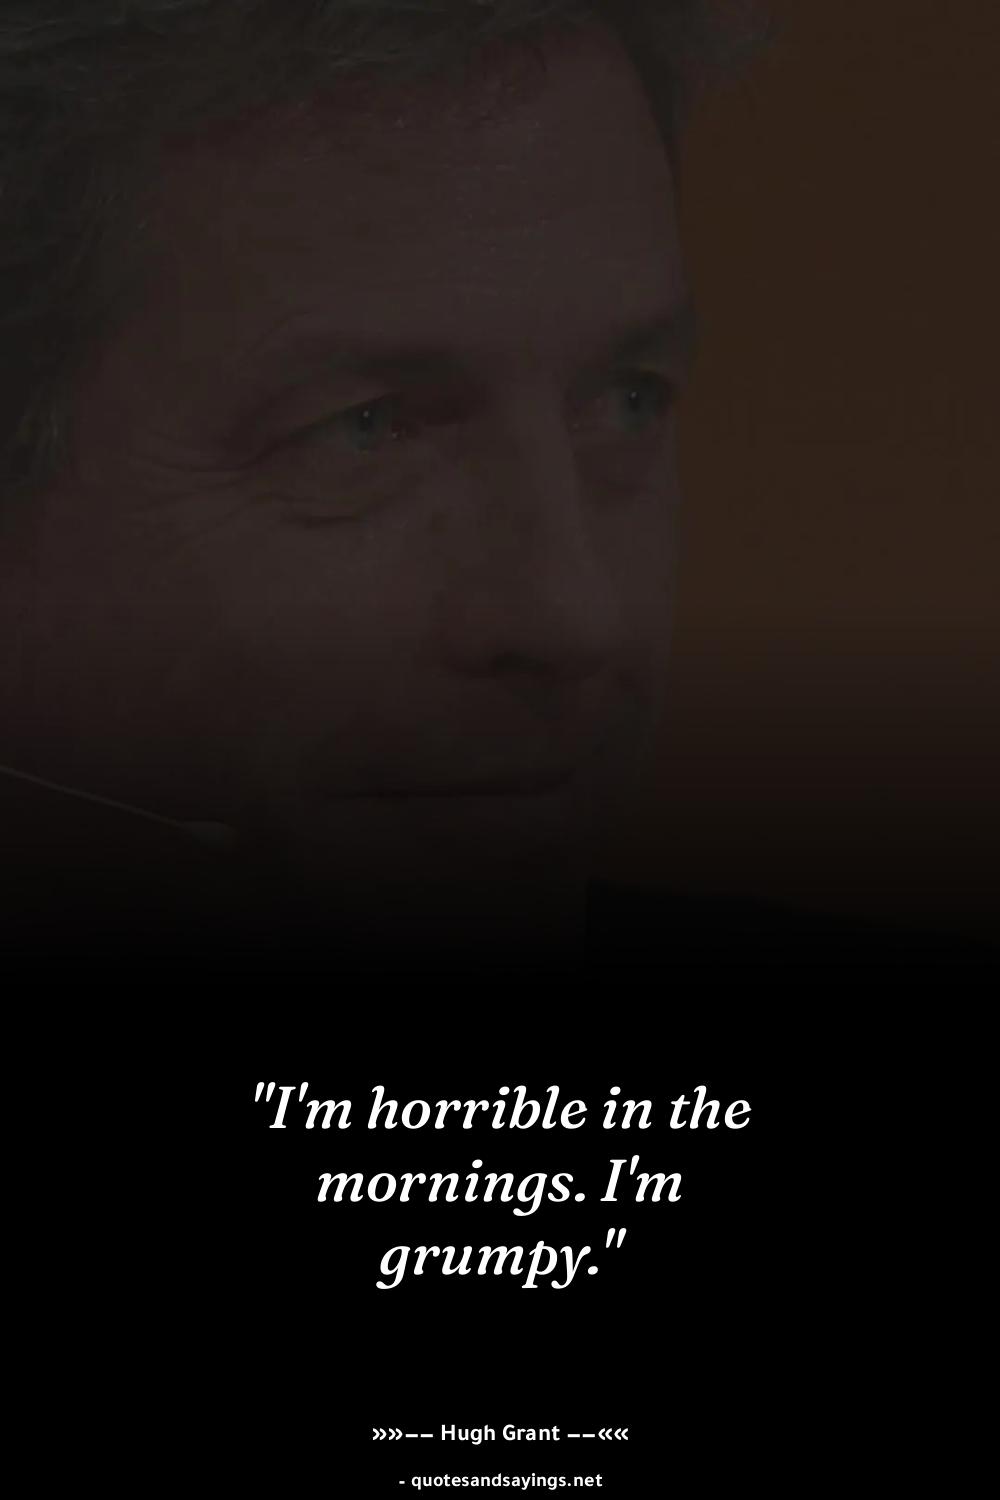 "I'm horrible in the
mornings. I'm
grumpy."
»»−− Hugh Grant −−««
- quotesandsayings.net